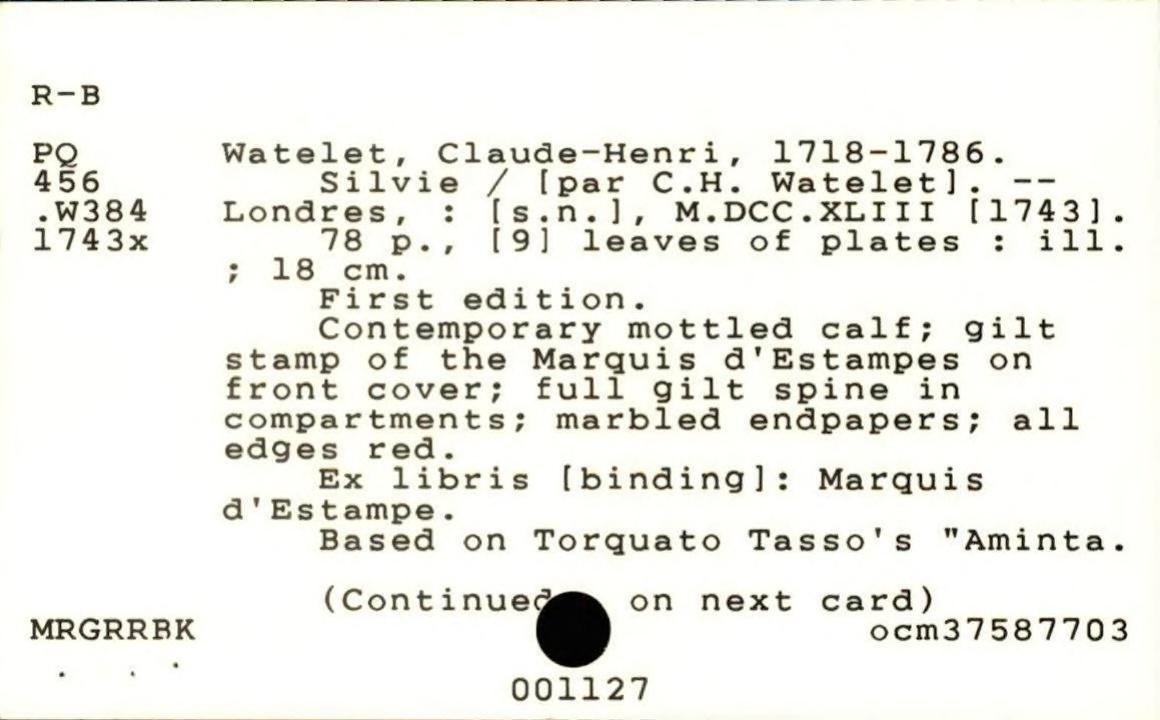 R-B
PQ Watelet, Claude-Henri, 1718-1786.
456 Silvie / [par C.H. Watelet]. --
.W384 Londres, : [s.n.], M.DCC.XLIII [1743].
1743x 78 p., [9] leaves of plates : ill.
; 18 cm.
First edition.
Contemporary mottled calf; gilt
stamp of the Marquis d'Estampes on
front cover; full gilt spine in
compartments; marbled endpapers; all
edges red.
Ex libris [binding]: Marquis
d'Estampe.
Based on Torquato Tasso's "Aminta.
(Continued on next card)
MRGRRBK ocm37587703
001127